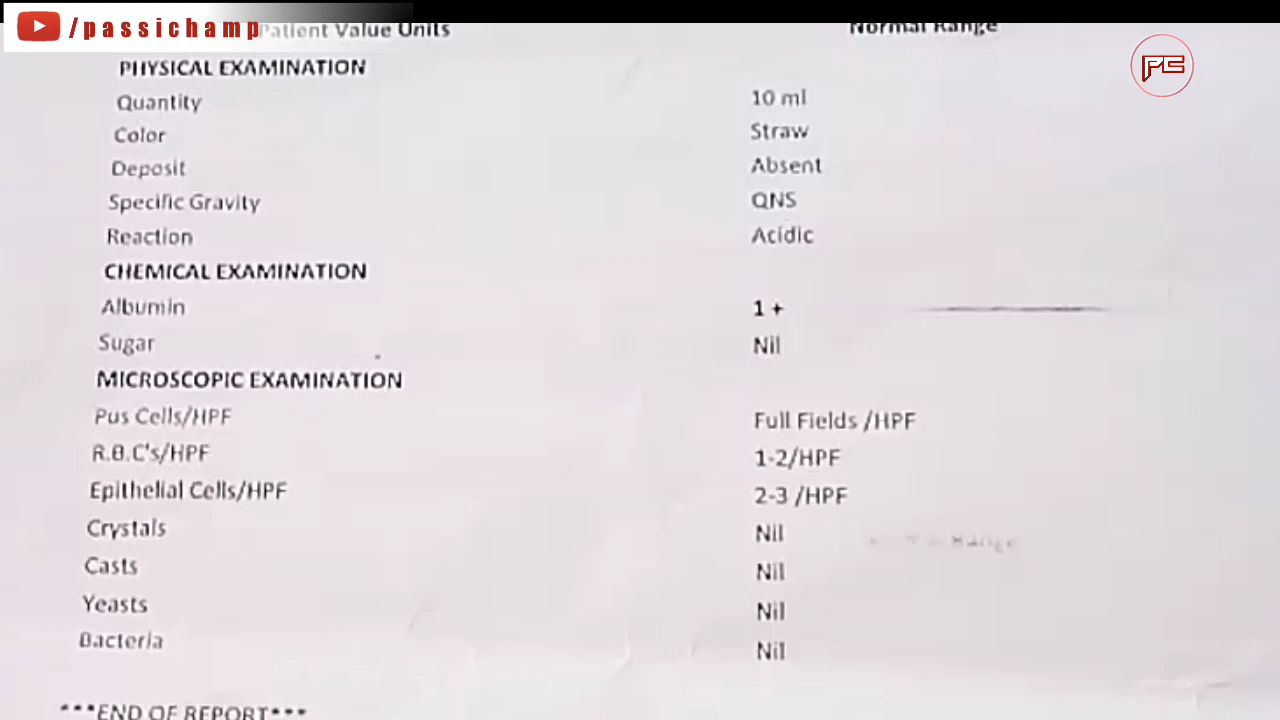 /passichamp
Patient Value Units Normal Range
PC
PHYSICAL EXAMINATION
Quantity 10 ml
Color Straw
Deposit Absent
Specific Gravity QNS
Reaction Acidic
CHEMICAL EXAMINATION
Albumin 1 +
Sugar Nil
MICROSCOPIC EXAMINATION
Pus Cells/HPF Full Fields /HPF
R.B.C's/HPF 1-2/HPF
Epithelial Cells/HPF 2-3 /HPF
Crystals Nil
Range
Casts Nil
Yeasts Nil
Bacteria Nil
***END OF REPORT***